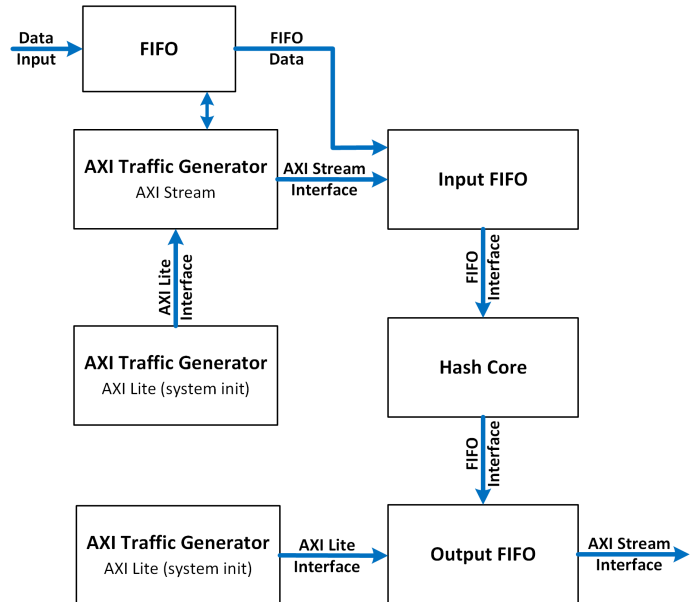 Data
Input
FIFO
FIFO
Data
AXI Traffic Generator
AXI Stream
AXI Stream
Interface
Input FIFO
AXI Lite
Interface
FIFO
Interface
AXI Traffic Generator
AXI Lite (system init)
Hash Core
FIFO
Interface
AXI Traffic Generator
AXI Lite (system init)
AXI Lite
Interface
Output FIFO
AXI Stream
Interface